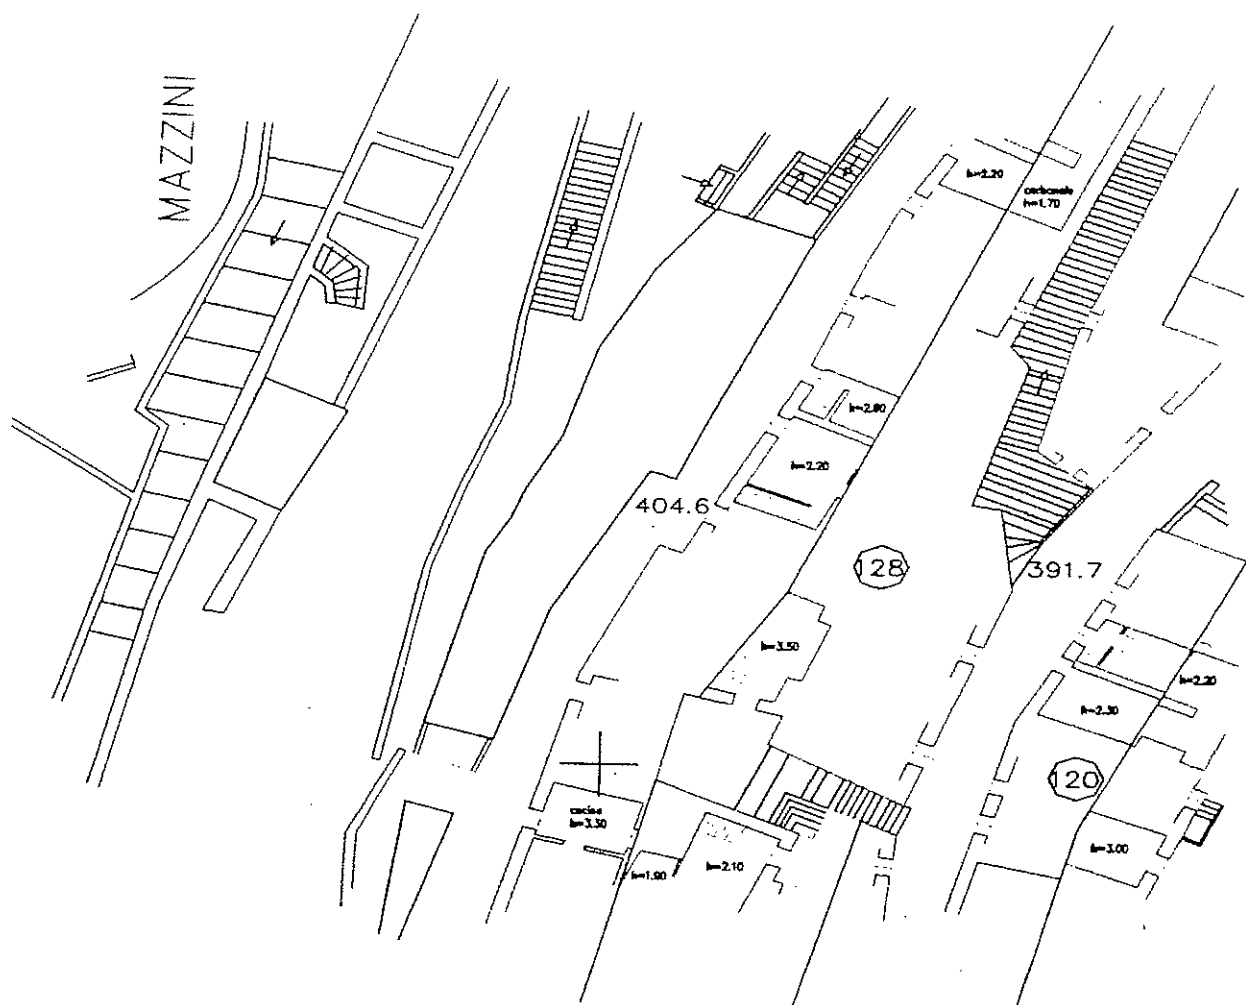 MAZZINI
h=2.20
carbonaia
h=1.70
h=2.80
h=2.20
404.6
128
391.7
h=3.50
h=2.20
h=2.30
120
cucina
h=3.30
h=3.00
h=1.90
h=2.10